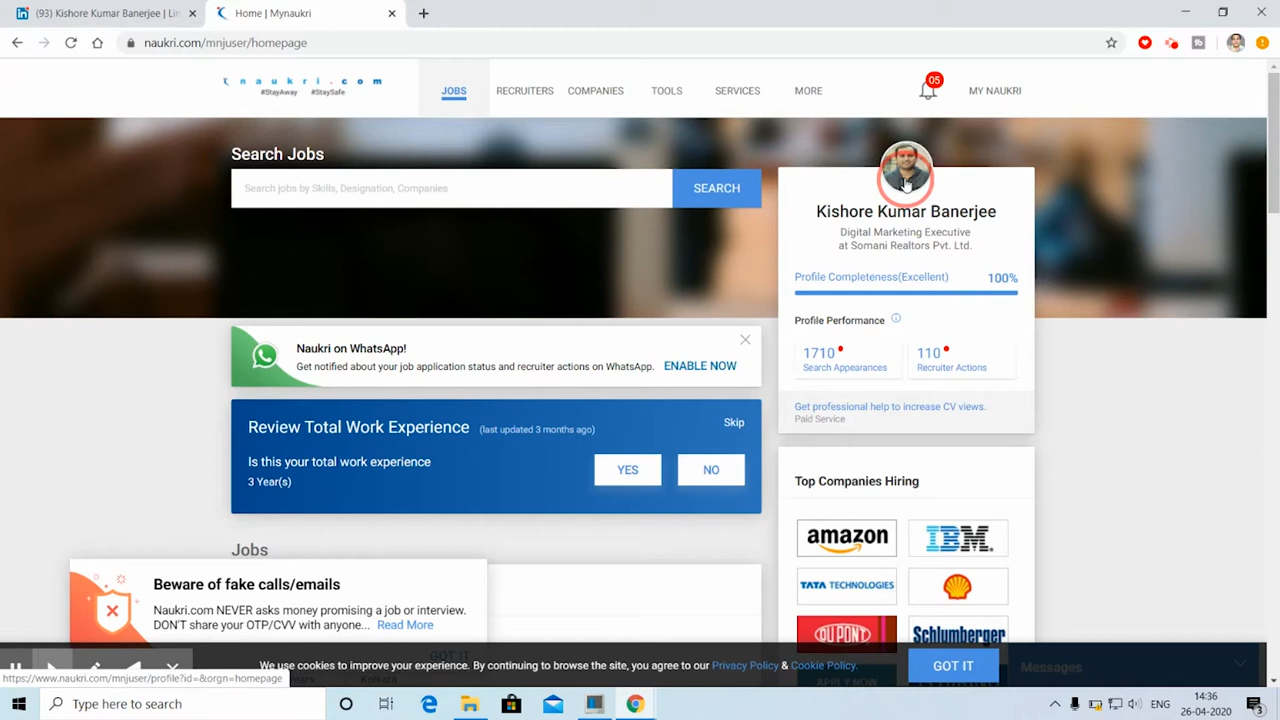 (93) Kishore Kumar Banerjee | Lin
Home | Mynaukri
naukri.com/mnjuser/homepage
naukri.com
#StayAway #StaySafe
JOBS
RECRUITERS
COMPANIES
TOOLS
SERVICES
MORE
05
MY NAUKRI
Search Jobs
Search jobs by Skills, Designation, Companies
SEARCH
Kishore Kumar Banerjee
Digital Marketing Executive
at Somani Realtors Pvt. Ltd.
Profile Completeness(Excellent) 100%
Profile Performance
1710
Search Appearances
110
Recruiter Actions
Get professional help to increase CV views.
Paid Service
Naukri on WhatsApp!
Get notified about your job application status and recruiter actions on WhatsApp. ENABLE NOW
Review Total Work Experience (last updated 3 months ago) Skip
Is this your total work experience
3 Year(s)
YES
NO
Top Companies Hiring
amazon
IBM
TATA TECHNOLOGIES
DUPONT
Schlumberger
APPLY NOW
Jobs
Beware of fake calls/emails
Naukri.com NEVER asks money promising a job or interview.
DON'T share your OTP/CVV with anyone... Read More
GOT IT
We use cookies to improve your experience. By continuing to browse the site, you agree to our Privacy Policy & Cookie Policy.
GOT IT
Messages
https://www.naukri.com/mnjuser/profile?id=&orgn=homepage
Years
Kolkata
Type here to search
ENG
14:36
26-04-2020
3